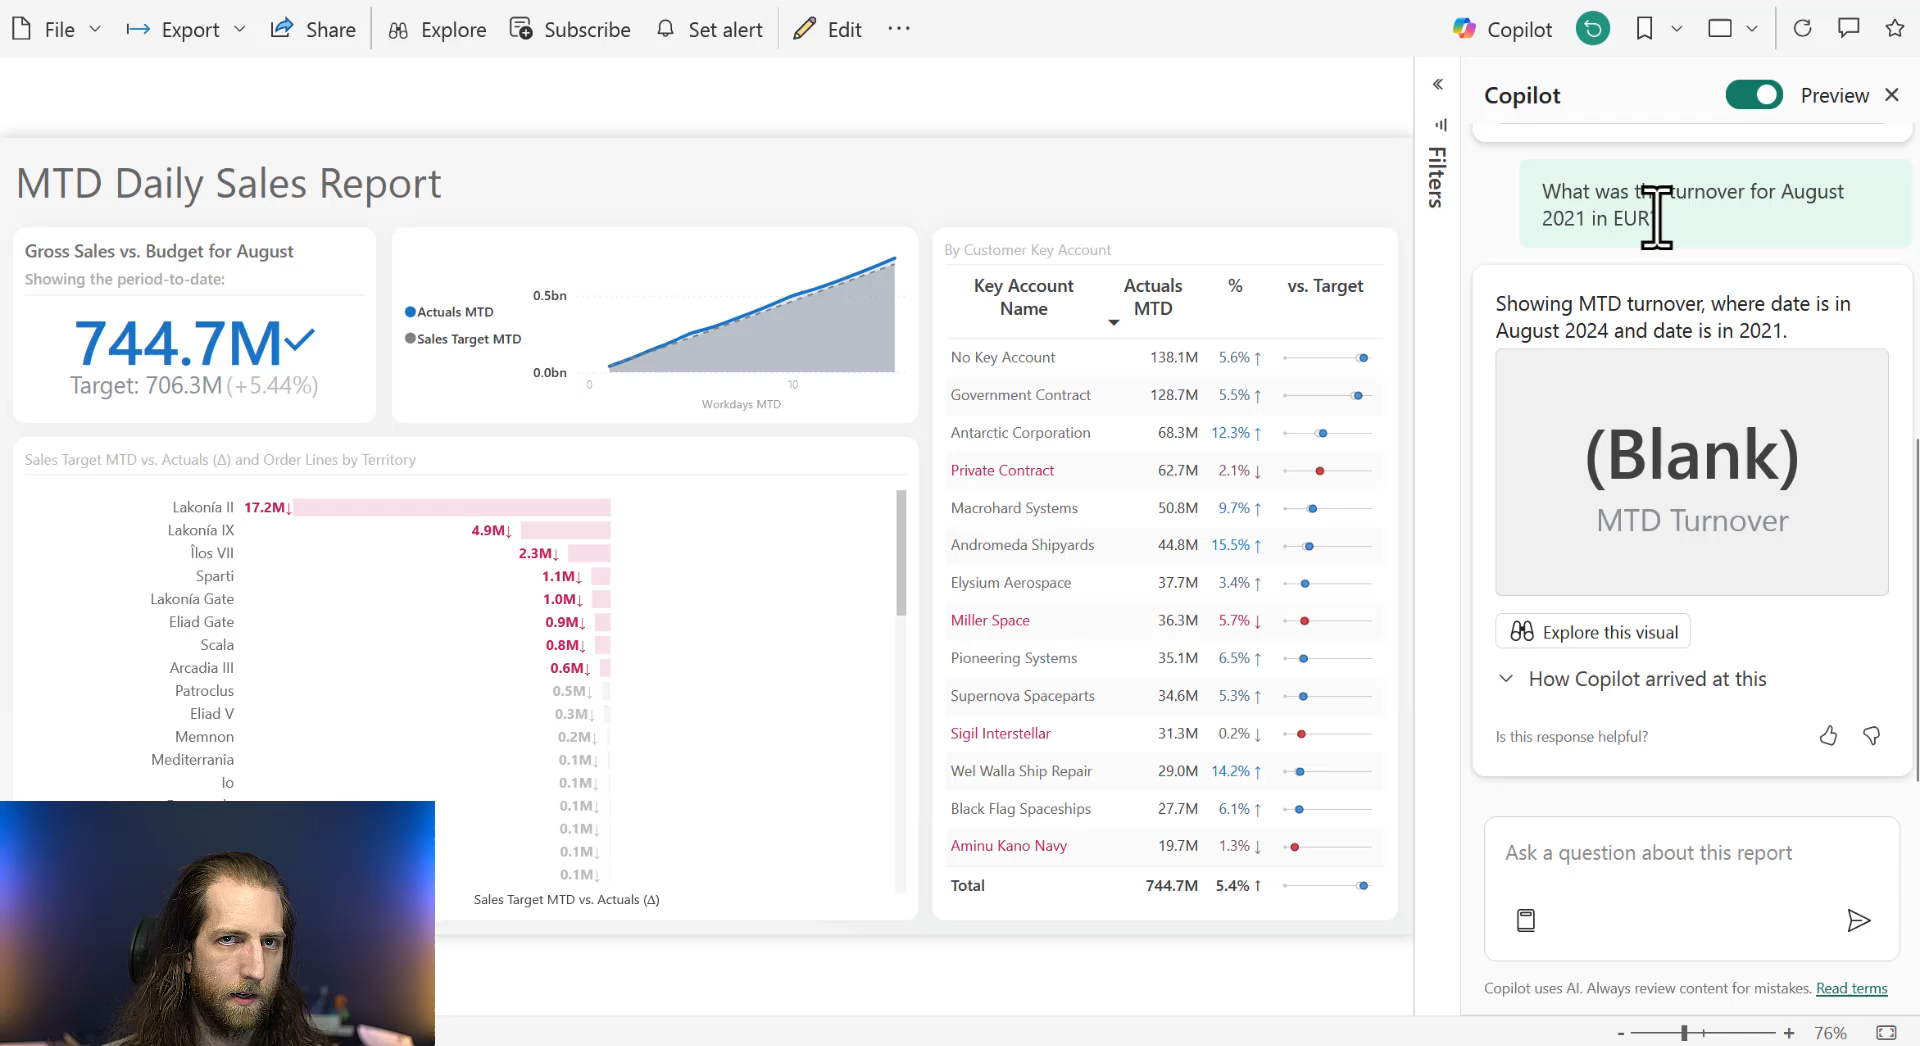 File
Export
Share
Explore
Subscribe
Set alert
Edit
Copilot
Filters
MTD Daily Sales Report
Gross Sales vs. Budget for August
Showing the period-to-date:
744.7M
Target: 706.3M (+5.44%)
Actuals MTD
Sales Target MTD
0.5bn
0.0bn
0
10
Workdays MTD
Sales Target MTD vs. Actuals (Δ) and Order Lines by Territory
Lakonía II 17.2M↓
Lakonía IX 4.9M↓
Îlos VII 2.3M↓
Sparti 1.1M↓
Lakonía Gate 1.0M↓
Eliad Gate 0.9M↓
Scala 0.8M↓
Arcadia III 0.6M↓
Patroclus 0.5M↓
Eliad V 0.3M↓
Memnon 0.2M↓
Mediterrania 0.1M↓
Io 0.1M↓
0.1M↓
0.1M↓
0.1M↓
0.1M↓
Sales Target MTD vs. Actuals (Δ)
By Customer Key Account
Key Account Name Actuals MTD % vs. Target
No Key Account 138.1M 5.6% ↑
Government Contract 128.7M 5.5% ↑
Antarctic Corporation 68.3M 12.3% ↑
Private Contract 62.7M 2.1% ↓
Macrohard Systems 50.8M 9.7% ↑
Andromeda Shipyards 44.8M 15.5% ↑
Elysium Aerospace 37.7M 3.4% ↑
Miller Space 36.3M 5.7% ↓
Pioneering Systems 35.1M 6.5% ↑
Supernova Spaceparts 34.6M 5.3% ↑
Sigil Interstellar 31.3M 0.2% ↓
Wel Walla Ship Repair 29.0M 14.2% ↑
Black Flag Spaceships 27.7M 6.1% ↑
Aminu Kano Navy 19.7M 1.3% ↓
Total 744.7M 5.4% ↑
Copilot
Preview
What was the turnover for August
2021 in EUR?
Showing MTD turnover, where date is in
August 2024 and date is in 2021.
(Blank)
MTD Turnover
Explore this visual
How Copilot arrived at this
Is this response helpful?
Ask a question about this report
Copilot uses AI. Always review content for mistakes. Read terms
- + 76%